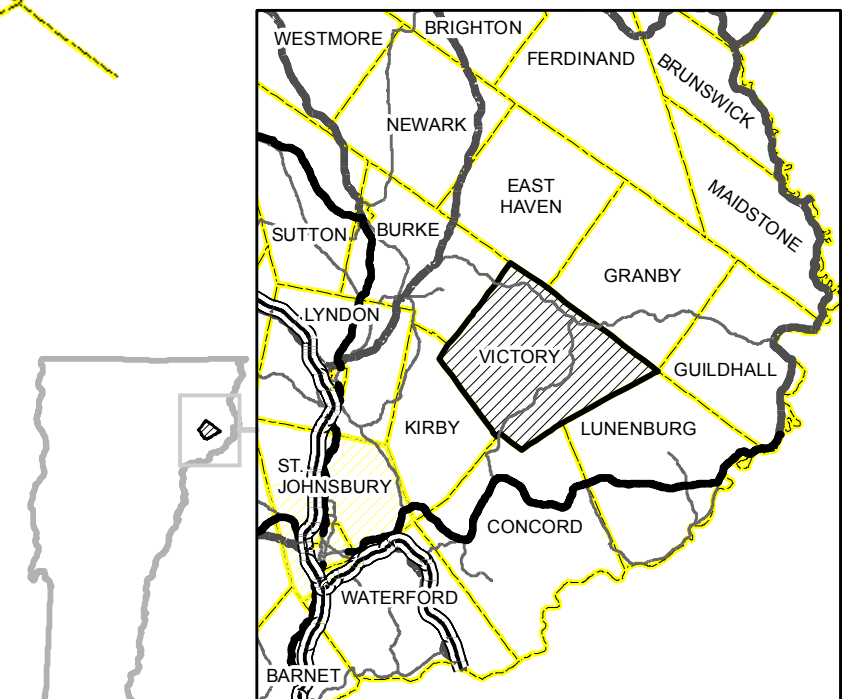 BRIGHTON
WESTMORE
FERDINAND
BRUNSWICK
NEWARK
EAST
HAVEN
MAIDSTONE
SUTTON
BURKE
GRANBY
LYNDON
VICTORY
GUILDHALL
KIRBY
LUNENBURG
ST.
JOHNSBURY
CONCORD
WATERFORD
BARNET